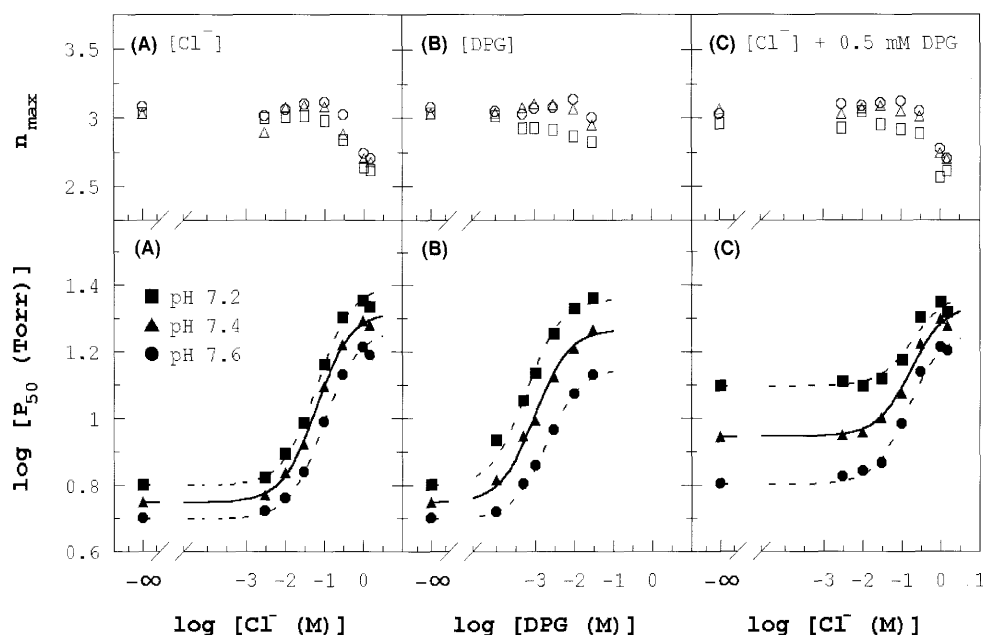 (A) [Cl⁻]
(B) [DPG]
(C) [Cl⁻] + 0.5 mM DPG
3.5
3
2.5
n_max
(A)
(B)
(C)
pH 7.2
pH 7.4
pH 7.6
1.4
1.2
1
0.8
0.6
log [P₅₀ (Torr)]
-∞ -3 -2 -1 0
-∞ -3 -2 -1 0
-∞ -3 -2 -1 0 1
log [Cl⁻ (M)]
log [DPG (M)]
log [Cl⁻ (M)]